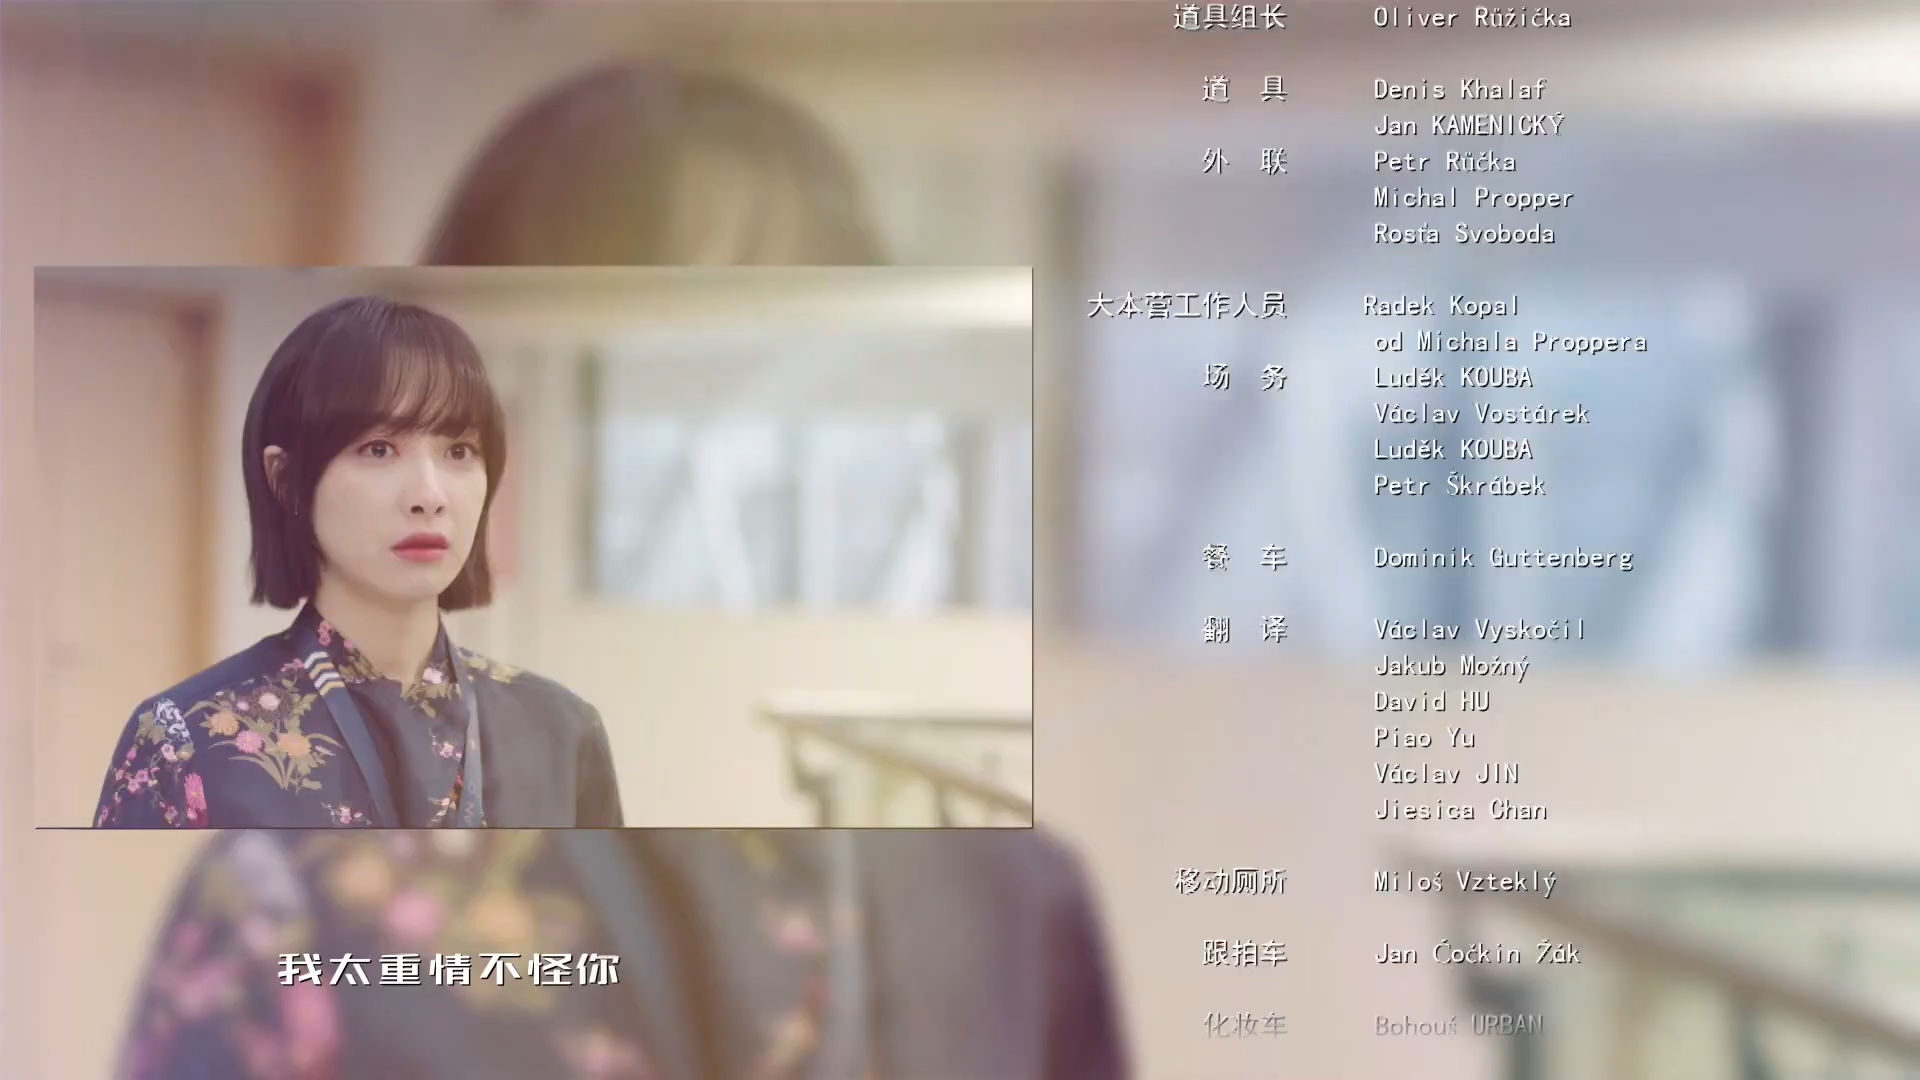 道具组长 Oliver Růžička
道 具 Denis Khalaf
Jan KAMENICKÝ
外 联 Petr Růčka
Michal Propper
Rosťa Svoboda
大本营工作人员 Radek Kopal
od Michala Proppera
场 务 Luděk KOUBA
Václav Vostárek
Luděk KOUBA
Petr Škrábek
餐 车 Dominik Guttenberg
翻 译 Václav Vyskočil
Jakub Možný
David HU
Piao Yu
Václav JIN
Jiesica Chan
移动厕所 Miloš Vzteklý
跟拍车 Jan Čočkin Žák
化妆车 Bohouš URBAN
我太重情不怪你